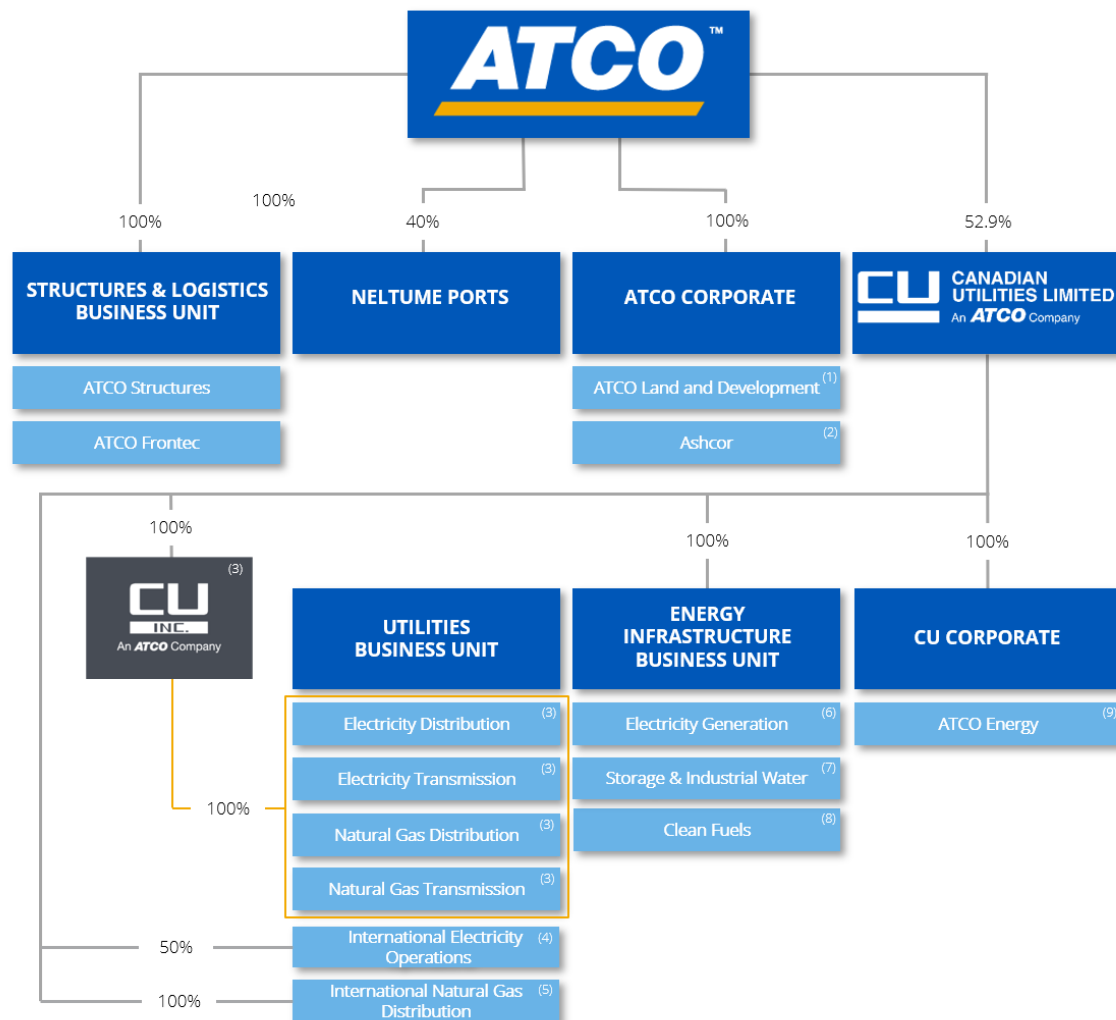 ATCO™
100%
100%
40%
100%
52.9%
STRUCTURES & LOGISTICS
BUSINESS UNIT
NELTUME PORTS
ATCO CORPORATE
CU CANADIAN
UTILITIES LIMITED
An ATCO Company
ATCO Structures
ATCO Land and Development (1)
ATCO Frontec
Ashcor (2)
100%
100%
100%
(3)
CU
INC.
An ATCO Company
UTILITIES
BUSINESS UNIT
ENERGY
INFRASTRUCTURE
BUSINESS UNIT
CU CORPORATE
Electricity Distribution (3)
Electricity Generation (6)
ATCO Energy (9)
Electricity Transmission (3)
Storage & Industrial Water (7)
100%
Natural Gas Distribution (3)
Clean Fuels (8)
Natural Gas Transmission (3)
50%
International Electricity (4)
Operations
100%
International Natural Gas (5)
Distribution